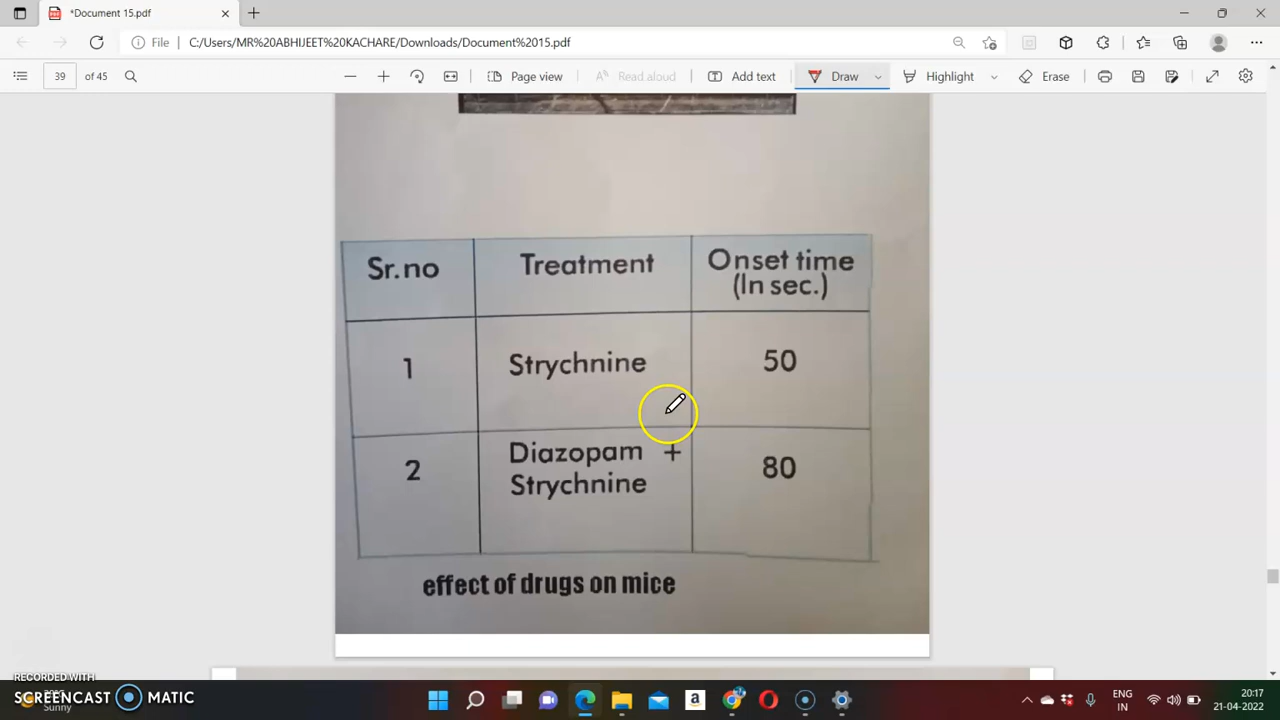 *Document 15.pdf
File C:/Users/MR%20ABHIJEET%20KACHARE/Downloads/Document%2015.pdf
39 of 45 Page view Read aloud Add text Draw Highlight Erase
Sr.no Treatment Onset time
(In sec.)
1 Strychnine 50
2 Diazopam + 80
Strychnine
effect of drugs on mice
RECORDED WITH
SCREENCAST MATIC
Sunny
ENG
IN
20:17
21-04-2022